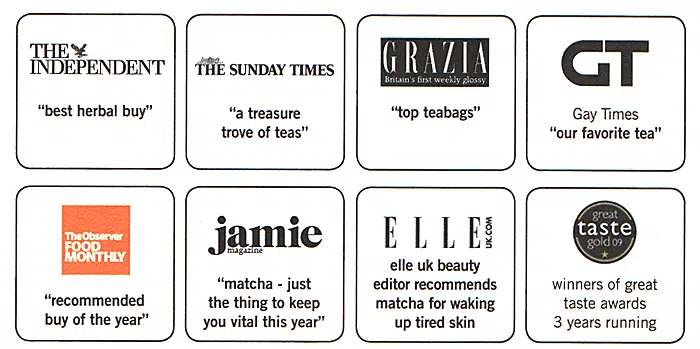 THE
INDEPENDENT
"best herbal buy"
THE SUNDAY TIMES
"a treasure
trove of teas"
GRAZIA
Britain's first weekly glossy
"top teabags"
GT
Gay Times
"our favorite tea"
TheObserver
FOOD
MONTHLY
"recommended
buy of the year"
jamie
magazine
"matcha - just
the thing to keep
you vital this year"
ELLE
UK.COM
elle uk beauty
editor recommends
matcha for waking
up tired skin
great
taste
gold 09
winners of great
taste awards
3 years running